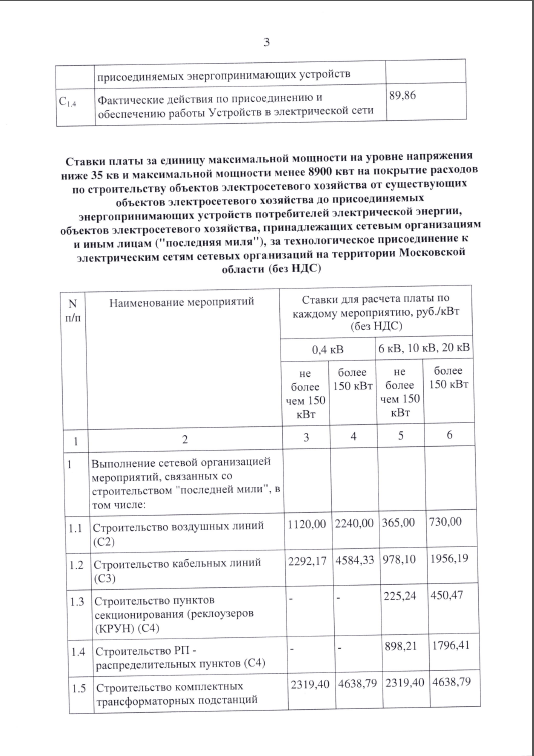 3
присоединяемых энергопринимающих устройств
С1.4 Фактические действия по присоединению и 89,86
обеспечению работы Устройств в электрической сети
Ставки платы за единицу максимальной мощности на уровне напряжения
ниже 35 кв и максимальной мощности менее 8900 квт на покрытие расходов
по строительству объектов электросетевого хозяйства от существующих
объектов электросетевого хозяйства до присоединяемых
энергопринимающих устройств потребителей электрической энергии,
объектов электросетевого хозяйства, принадлежащих сетевым организациям
и иным лицам ("последняя миля"), за технологическое присоединение к
электрическим сетям сетевых организаций на территории Московской
области (без НДС)
N
п/п
Наименование мероприятий
Ставки для расчета платы по
каждому мероприятию, руб./кВт
(без НДС)
0,4 кВ 6 кВ, 10 кВ, 20 кВ
не
более
чем 150
кВт
более
150 кВт
не
более
чем 150
кВт
более
150 кВт
1 2 3 4 5 6
1 Выполнение сетевой организацией
мероприятий, связанных со
строительством "последней мили", в
том числе:
1.1 Строительство воздушных линий 1120,00 2240,00 365,00 730,00
(С2)
1.2 Строительство кабельных линий 2292,17 4584,33 978,10 1956,19
(С3)
1.3 Строительство пунктов - - 225,24 450,47
секционирования (реклоузеров
(КРУН) (С4)
1.4 Строительство РП - - - 898,21 1796,41
распределительных пунктов (С4)
1.5 Строительство комплектных 2319,40 4638,79 2319,40 4638,79
трансформаторных подстанций